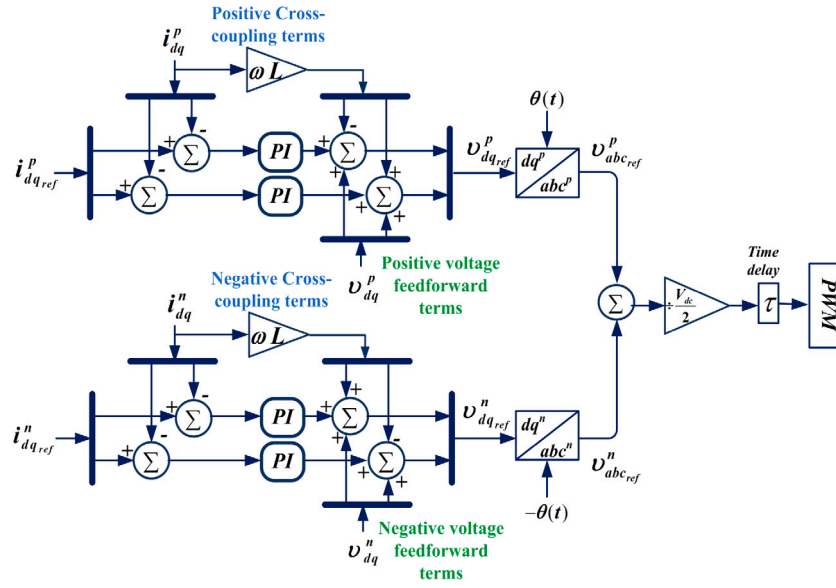 Positive Cross-
coupling terms
i^p_dq
ω L
θ(t)
- - + +
i^p_dq_ref
+ - PI + ∑ υ^p_dq_ref dq^p υ^p_abc_ref
∑ + abc^p
+ - PI + + ∑
∑ +
υ^p_dq
Positive voltage
feedforward
terms
Negative Cross-
coupling terms
i^n_dq
ω L
Time
delay
∑ ÷ V_dc/2 τ PWM
i^n_dq_ref
+ - PI + + ∑ υ^n_dq_ref dq^n υ^n_abc_ref
∑ + abc^n
+ - PI + - ∑
∑ +
-θ(t)
υ^n_dq
Negative voltage
feedforward
terms